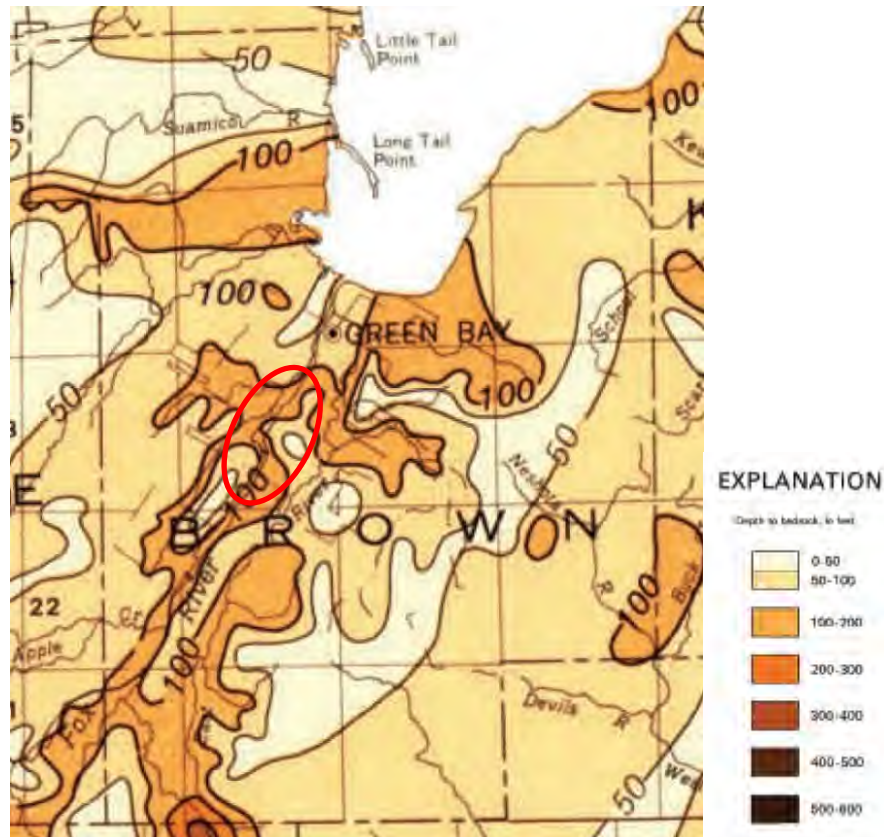 Little Tail
Point
50
Suamico R
5
100
Long Tail
Point
100
K
100
GREEN BAY
School
50
100
50
Neshota
E
100
River
B R O W N
River
22
Apple Cr
100
R
100
Buck
Fox
Devils
R
50
Wes
EXPLANATION
Depth to bedrock, in feet
0-50
50-100
100-200
200-300
300-400
400-500
500-600